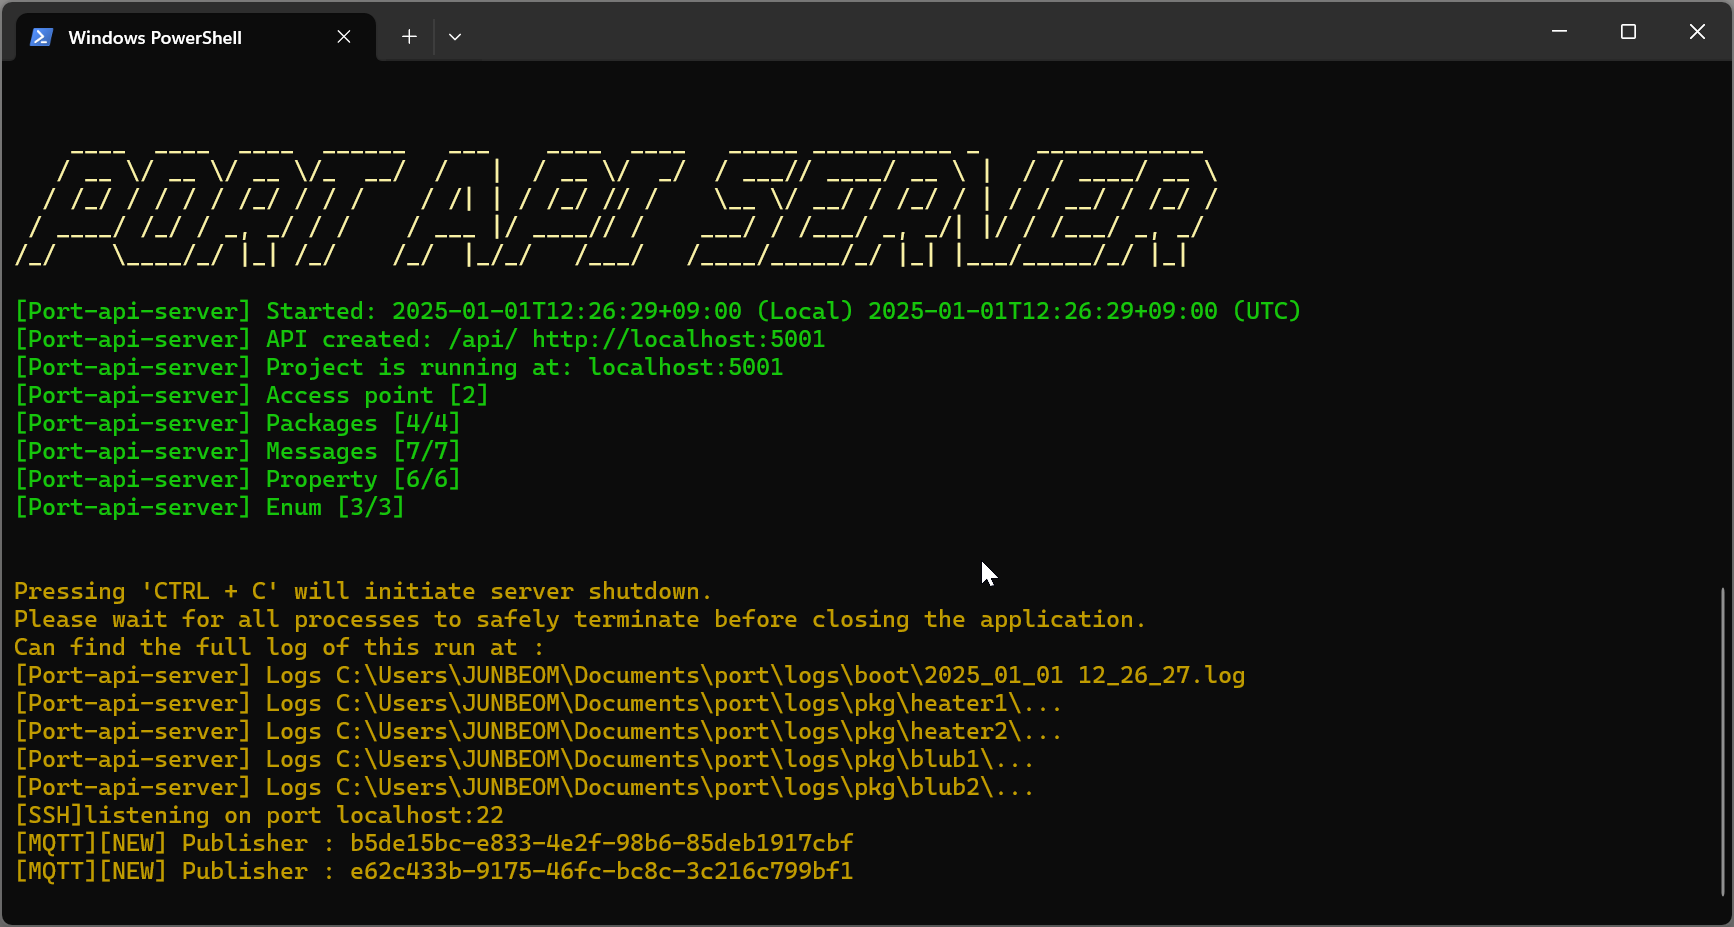 Windows PowerShell
PORT API SERVER
[Port-api-server] Started: 2025-01-01T12:26:29+09:00 (Local) 2025-01-01T12:26:29+09:00 (UTC)
[Port-api-server] API created: /api/ http://localhost:5001
[Port-api-server] Project is running at: localhost:5001
[Port-api-server] Access point [2]
[Port-api-server] Packages [4/4]
[Port-api-server] Messages [7/7]
[Port-api-server] Property [6/6]
[Port-api-server] Enum [3/3]
Pressing 'CTRL + C' will initiate server shutdown.
Please wait for all processes to safely terminate before closing the application.
Can find the full log of this run at :
[Port-api-server] Logs C:\Users\JUNBEOM\Documents\port\logs\boot\2025_01_01 12_26_27.log
[Port-api-server] Logs C:\Users\JUNBEOM\Documents\port\logs\pkg\heater1\...
[Port-api-server] Logs C:\Users\JUNBEOM\Documents\port\logs\pkg\heater2\...
[Port-api-server] Logs C:\Users\JUNBEOM\Documents\port\logs\pkg\blub1\...
[Port-api-server] Logs C:\Users\JUNBEOM\Documents\port\logs\pkg\blub2\...
[SSH]listening on port localhost:22
[MQTT][NEW] Publisher : b5de15bc-e833-4e2f-98b6-85deb1917cbf
[MQTT][NEW] Publisher : e62c433b-9175-46fc-bc8c-3c216c799bf1